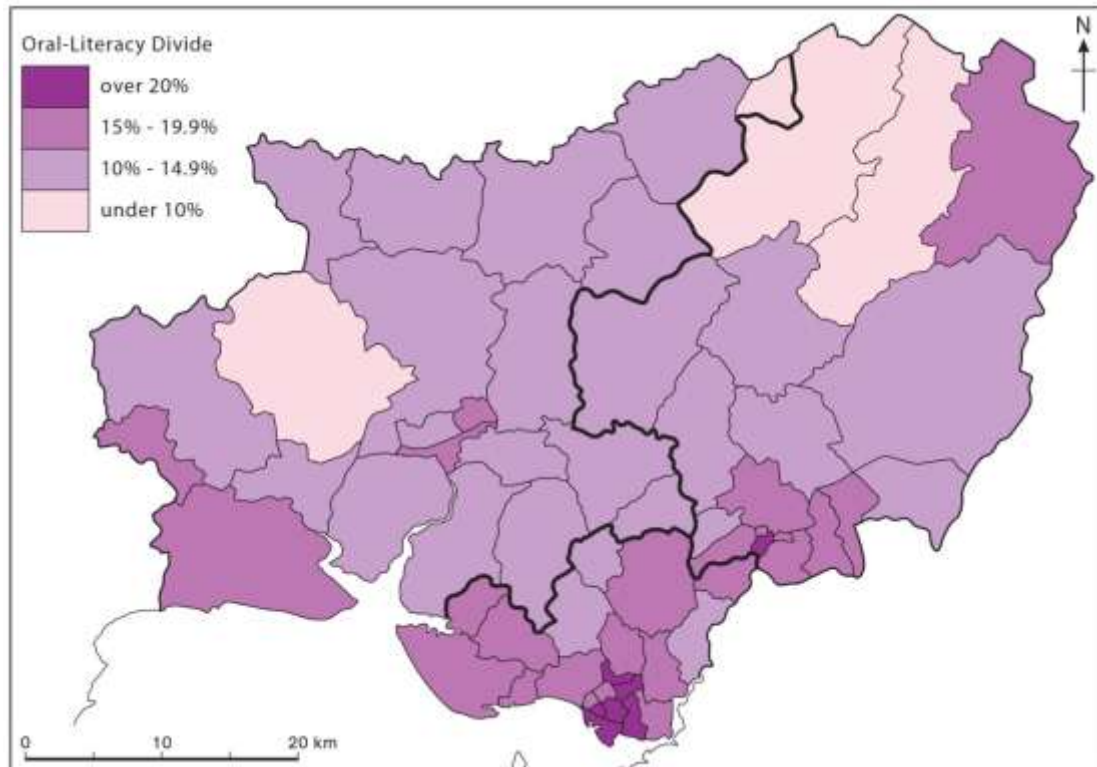 Oral-Literacy Divide
over 20%
15% - 19.9%
10% - 14.9%
under 10%
N
0 10 20 km